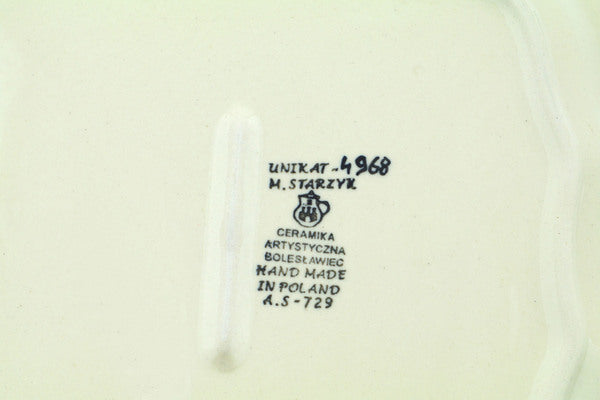 UNIKAT-4968
M. STARZYK
CERAMIKA
ARTYSTYCZNA
BOLESŁAWIEC
HAND MADE
IN POLAND
A.S-729